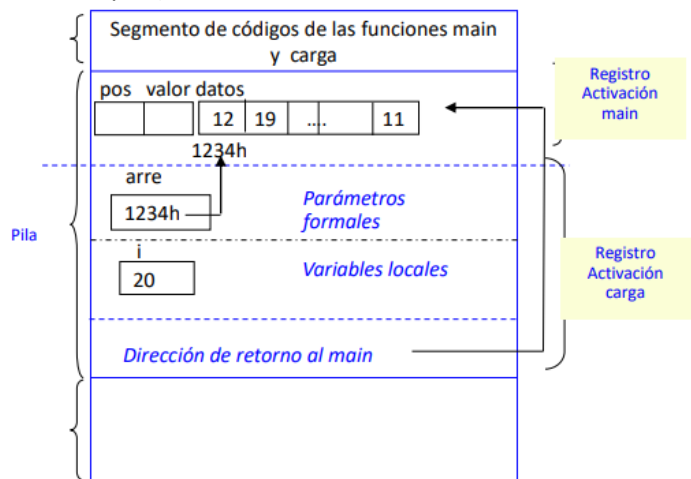 Segmento de códigos de las funciones main
y carga
pos valor datos
12 19 .... 11
1234h
Registro
Activación
main
arre
1234h
Parámetros
formales
Pila
i
20
Variables locales
Registro
Activación
carga
Dirección de retorno al main